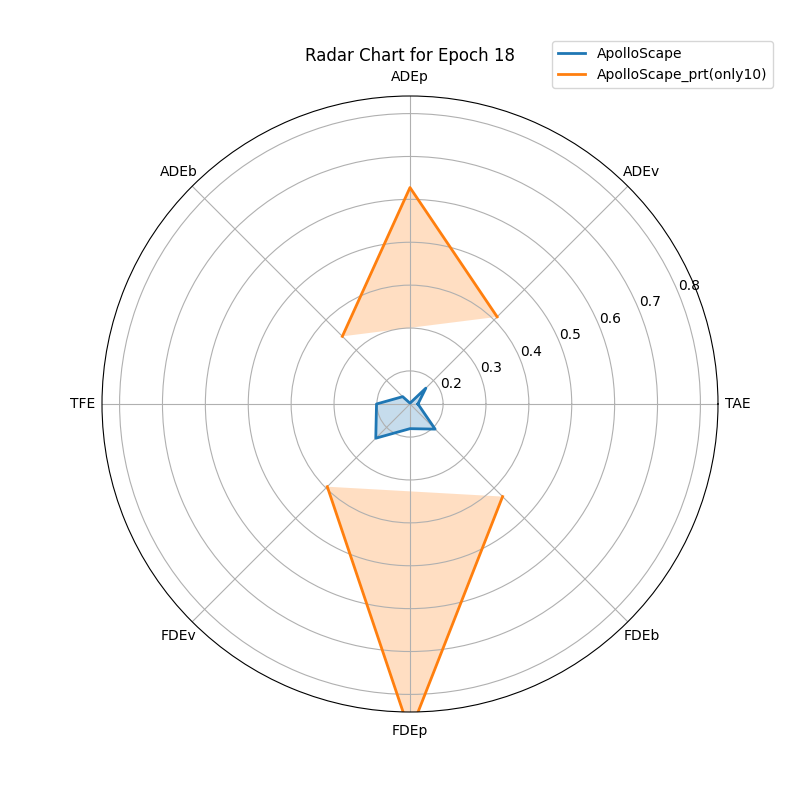 Radar Chart for Epoch 18
ApolloScape
ApolloScape_prt(only10)
ADEp
ADEb
ADEv
0.8
0.7
0.6
0.5
0.4
0.3
0.2
TFE
TAE
FDEv
FDEb
FDEp